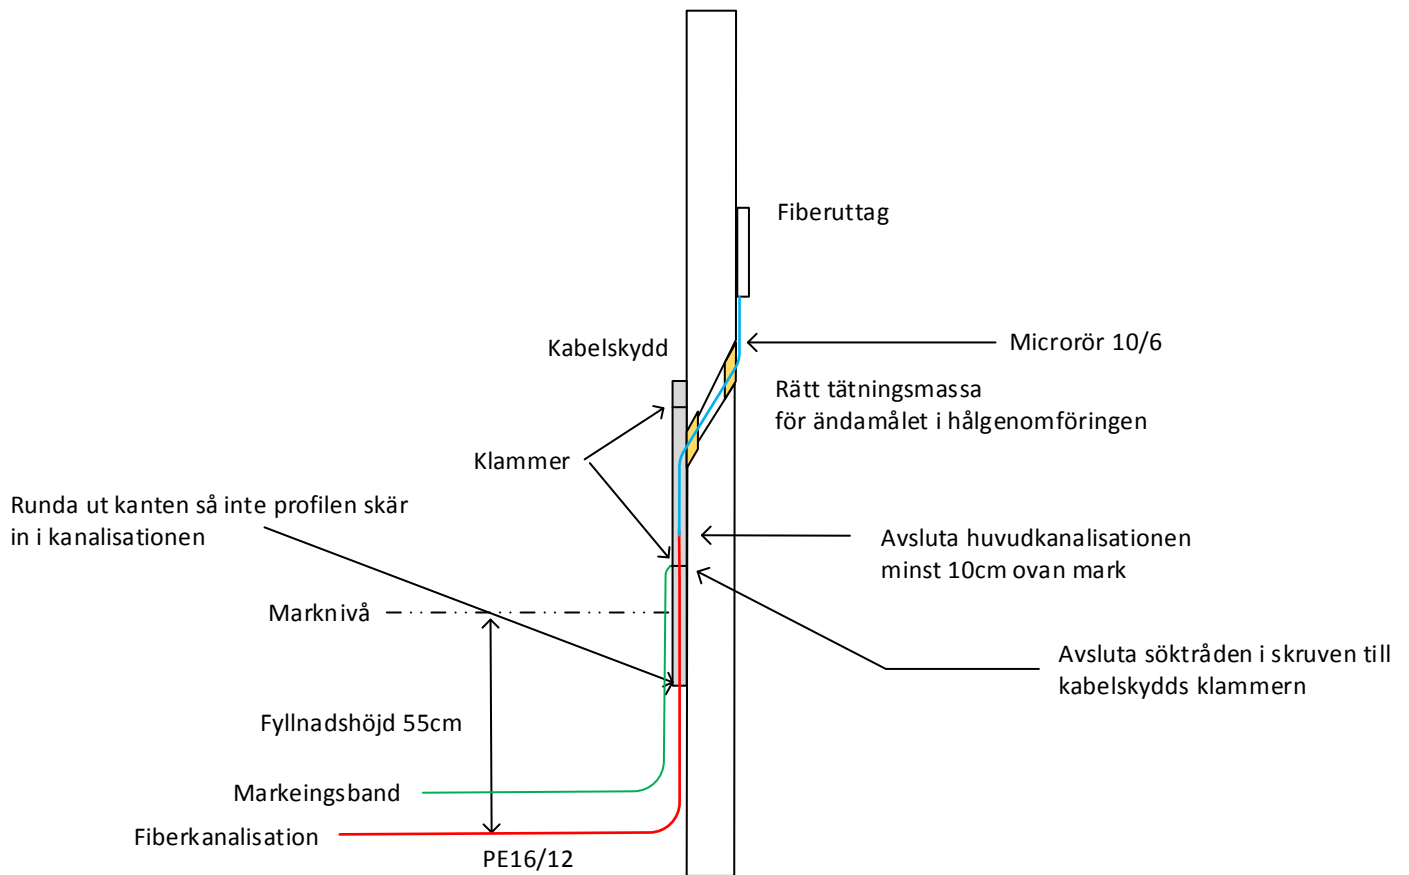 Fiberuttag
Microrör 10/6
Kabelskydd
Rätt tätningsmassa
för ändamålet i hålgenomföringen
Klammer
Runda ut kanten så inte profilen skär
in i kanalisationen
Avsluta huvudkanalisationen
minst 10cm ovan mark
Marknivå
Avsluta söktråden i skruven till
kabelskydds klammern
Fyllnadshöjd 55cm
Markeingsband
Fiberkanalisation
PE16/12